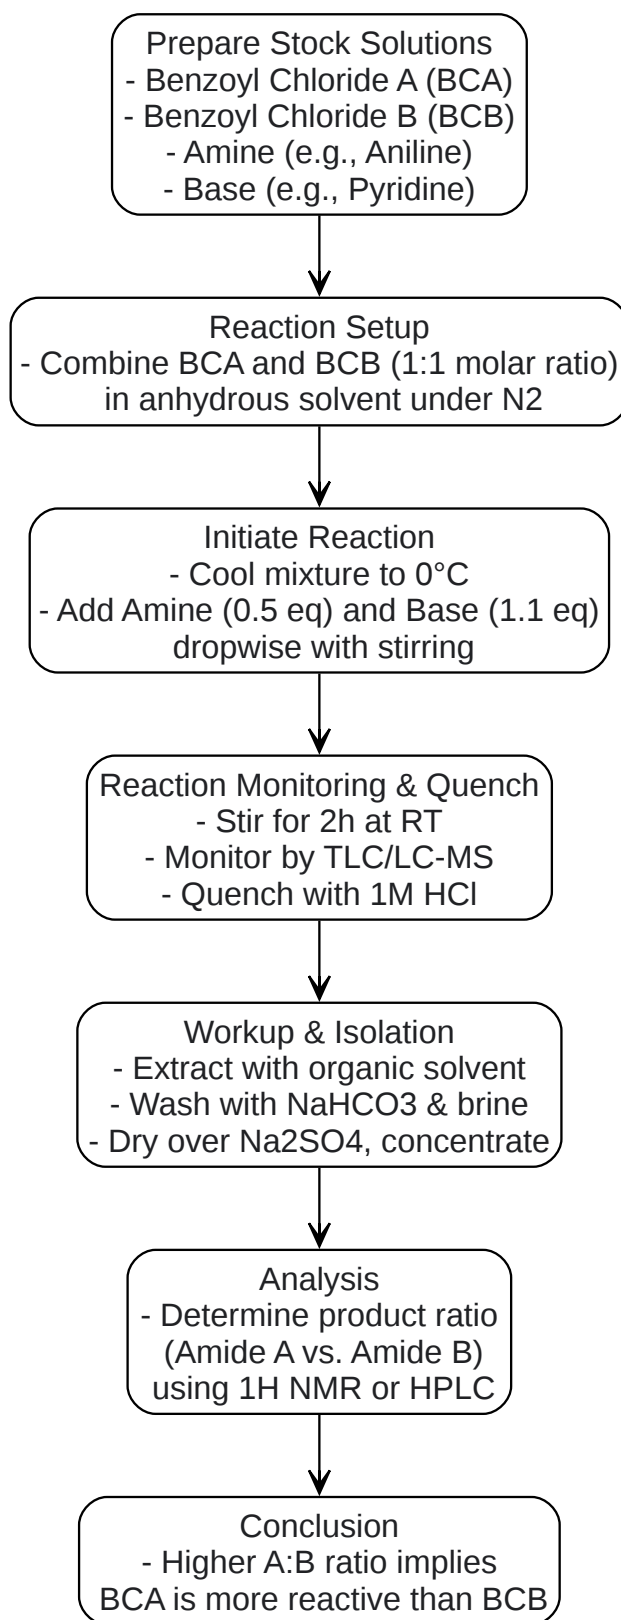 Prepare Stock Solutions
- Benzoyl Chloride A (BCA)
- Benzoyl Chloride B (BCB)
- Amine (e.g., Aniline)
- Base (e.g., Pyridine)
Reaction Setup
- Combine BCA and BCB (1:1 molar ratio)
in anhydrous solvent under N2
Initiate Reaction
- Cool mixture to 0°C
- Add Amine (0.5 eq) and Base (1.1 eq)
dropwise with stirring
Reaction Monitoring & Quench
- Stir for 2h at RT
- Monitor by TLC/LC-MS
- Quench with 1M HCl
Workup & Isolation
- Extract with organic solvent
- Wash with NaHCO3 & brine
- Dry over Na2SO4, concentrate
Analysis
- Determine product ratio
(Amide A vs. Amide B)
using 1H NMR or HPLC
Conclusion
- Higher A:B ratio implies
BCA is more reactive than BCB